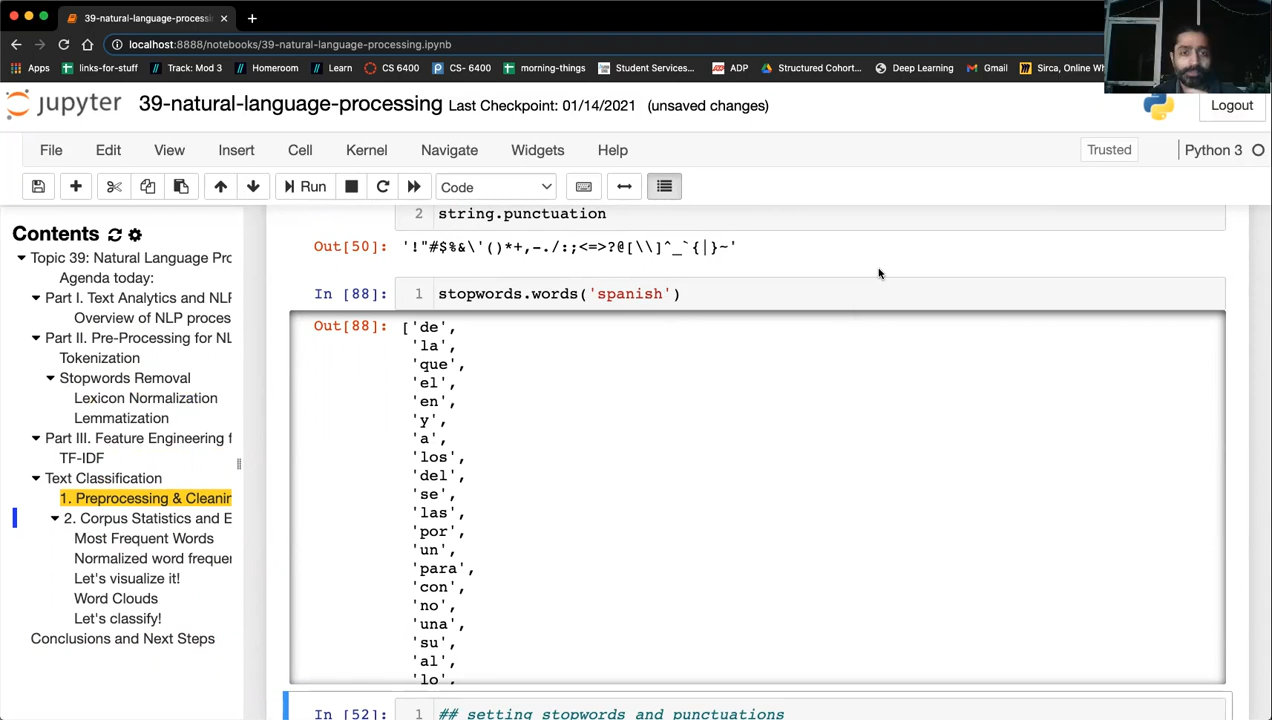 39-natural-language-processin
localhost:8888/notebooks/39-natural-language-processing.ipynb
Apps links-for-stuff Track: Mod 3 Homeroom Learn CS 6400 CS- 6400 morning-things Student Services... ADP Structured Cohort... Deep Learning Gmail Sirca, Online Wh
jupyter 39-natural-language-processing Last Checkpoint: 01/14/2021 (unsaved changes) Logout
File Edit View Insert Cell Kernel Navigate Widgets Help Trusted Python 3
Run Code
Contents
Topic 39: Natural Language Prc
Agenda today:
Part I. Text Analytics and NLF
Overview of NLP proces
Part II. Pre-Processing for NL
Tokenization
Stopwords Removal
Lexicon Normalization
Lemmatization
Part III. Feature Engineering f
TF-IDF
Text Classification
1. Preprocessing & Cleanin
2. Corpus Statistics and E
Most Frequent Words
Normalized word frequer
Let's visualize it!
Word Clouds
Let's classify!
Conclusions and Next Steps
2 string.punctuation
Out[50]: '!"#$%&\'()*+,-./:;<=>?@[\\]^_`{|}~'
In [88]: 1 stopwords.words('spanish')
Out[88]: ['de',
'la',
'que',
'el',
'en',
'y',
'a',
'los',
'del',
'se',
'las',
'por',
'un',
'para',
'con',
'no',
'una',
'su',
'al',
'lo',
In [52]: 1 ## setting stopwords and punctuations